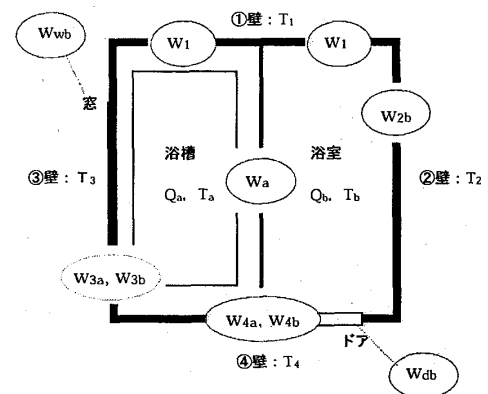 ①壁：T₁
Wwb
W₁
W₁
窓
W₂b
③壁：T₃
浴槽
Qa, Ta
Wa
浴室
Qb, Tb
②壁：T₂
W₃a, W₃b
W₄a, W₄b
ドア
④壁：T₄
Wdb